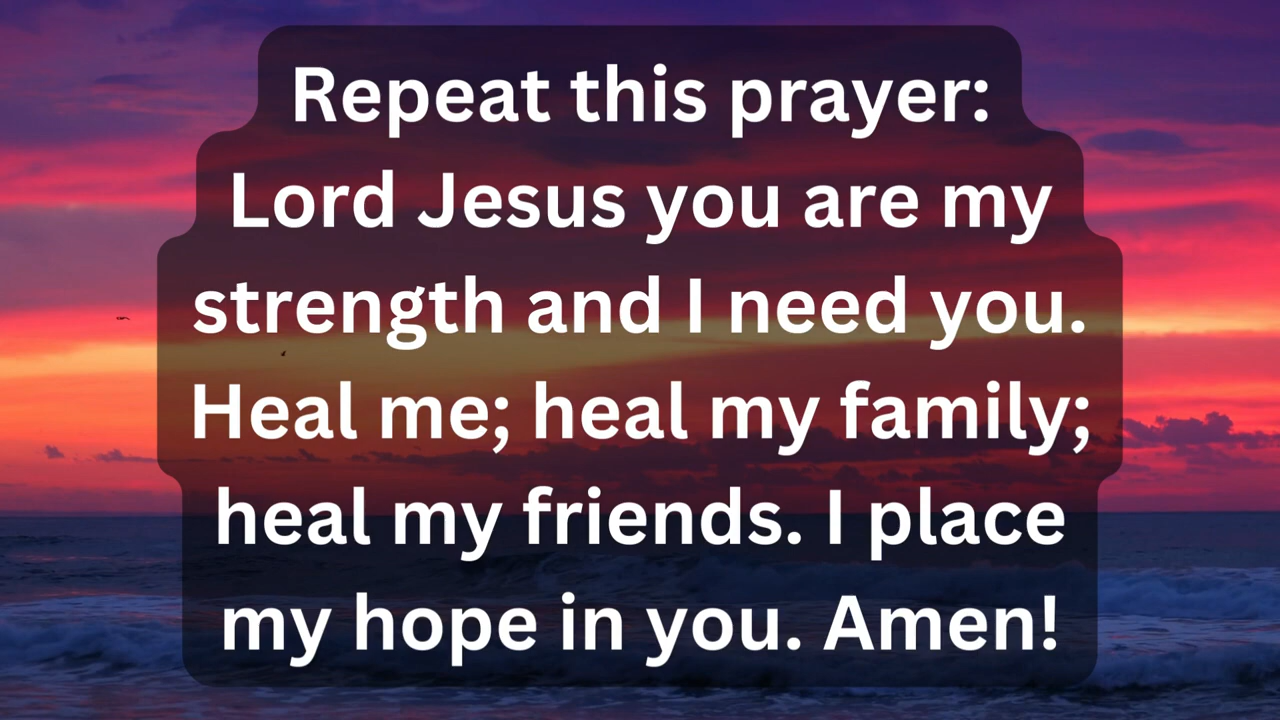 Repeat this prayer:
Lord Jesus you are my
strength and I need you.
Heal me; heal my family;
heal my friends. I place
my hope in you. Amen!